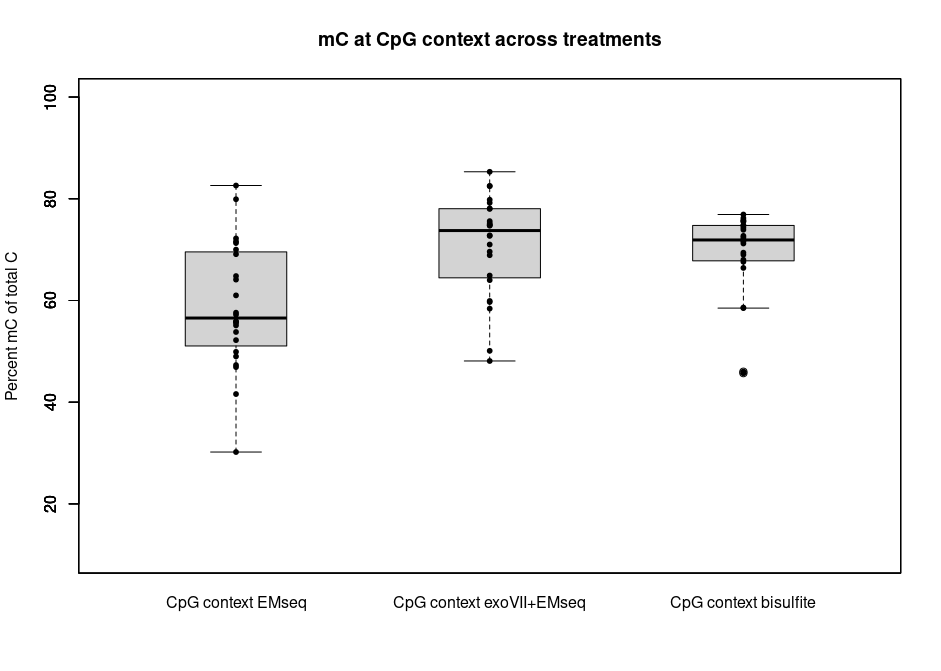 mC at CpG context across treatments
100
80
60
40
20
Percent mC of total C
CpG context EMseq
CpG context exoVII+EMseq
CpG context bisulfite